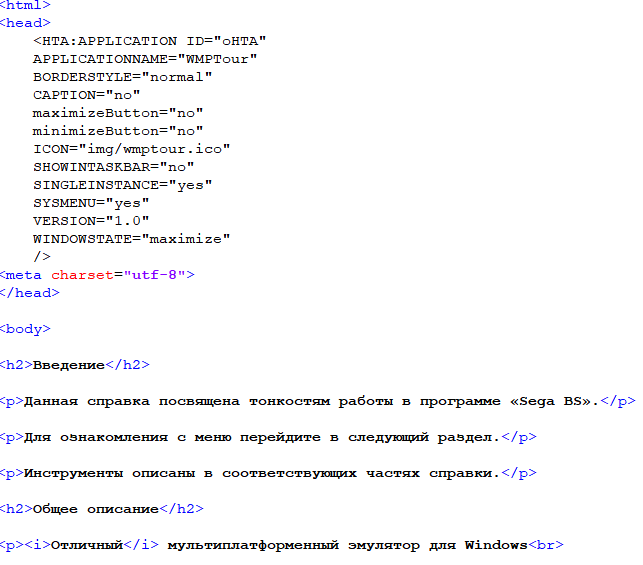 <html>
<head>
<HTA:APPLICATION ID="oHTA"
APPLICATIONNAME="WMPTour"
BORDERSTYLE="normal"
CAPTION="no"
maximizeButton="no"
minimizeButton="no"
ICON="img/wmptour.ico"
SHOWINTASKBAR="no"
SINGLEINSTANCE="yes"
SYSMENU="yes"
VERSION="1.0"
WINDOWSTATE="maximize"
/>
<meta charset="utf-8">
</head>
<body>
<h2>Введение</h2>
<p>Данная справка посвящена тонкостям работы в программе «Sega BS».</p>
<p>Для ознакомления с меню перейдите в следующий раздел.</p>
<p>Инструменты описаны в соответствующих частях справки.</p>
<h2>Общее описание</h2>
<p><i>Отличный</i> мультиплатформенный эмулятор для Windows<br>